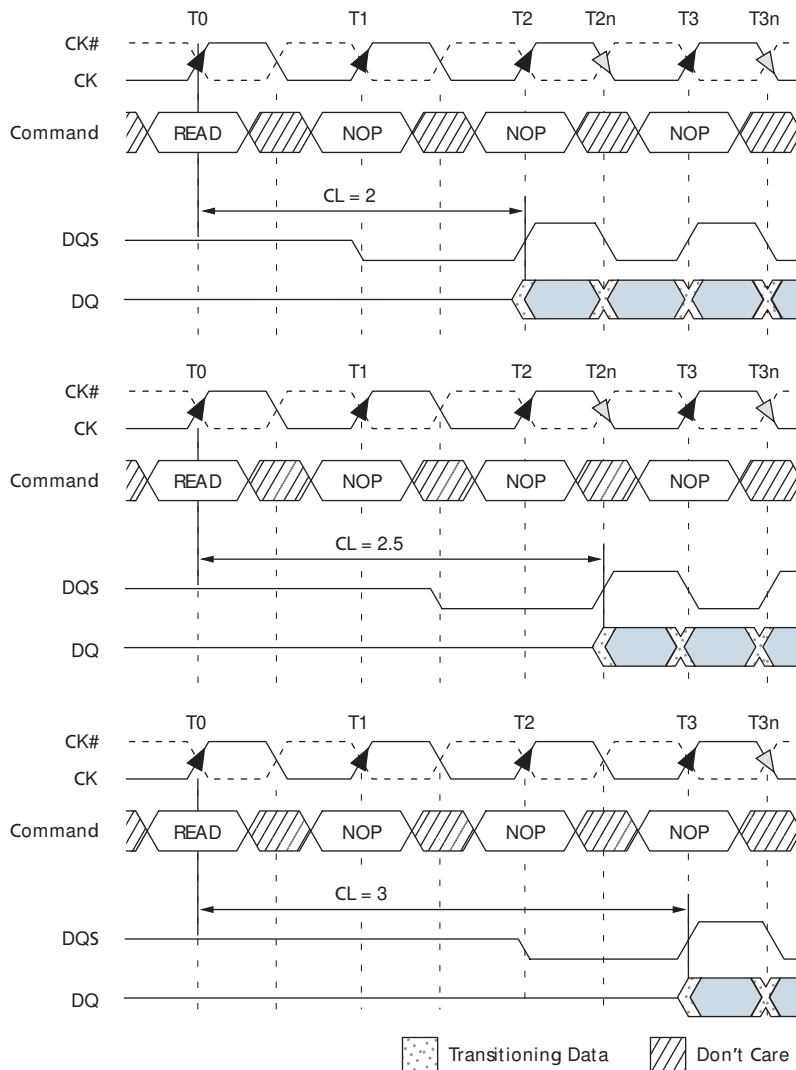 T0 T1 T2 T2n T3 T3n
CK#
CK
Command READ NOP NOP NOP
CL = 2
DQS
DQ
T0 T1 T2 T2n T3 T3n
CK#
CK
Command READ NOP NOP NOP
CL = 2.5
DQS
DQ
T0 T1 T2 T3 T3n
CK#
CK
Command READ NOP NOP NOP
CL = 3
DQS
DQ
Transitioning Data Don't Care